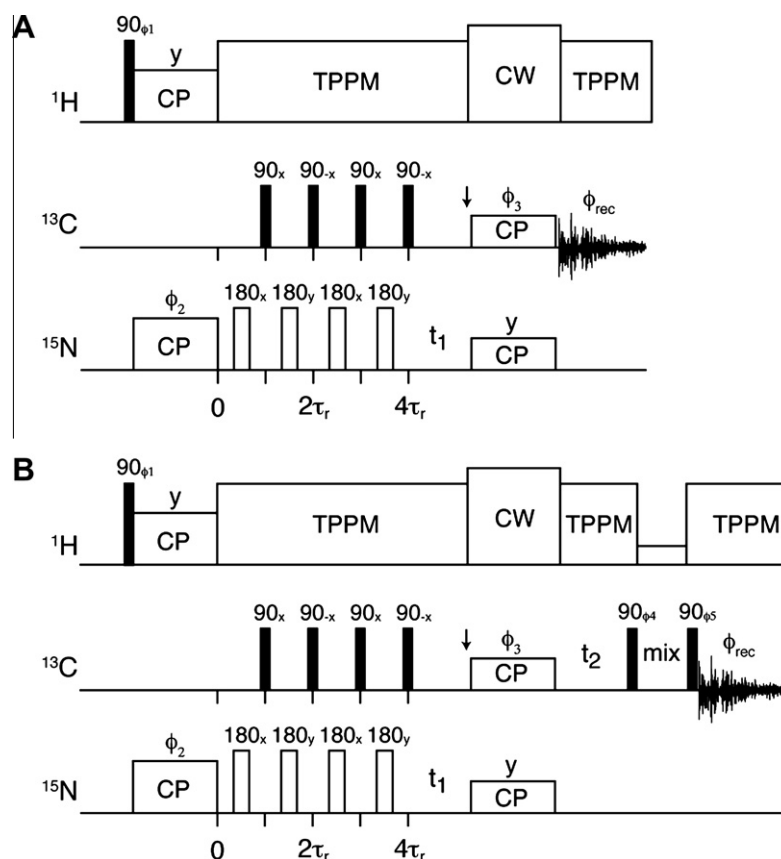 A
90ϕ1
y
CP
TPPM
CW
TPPM
¹H
90x 90-x 90x 90-x
ϕ3
CP
ϕrec
¹³C
ϕ2
CP
180x 180y 180x 180y
t1
y
CP
¹⁵N
0 2τr 4τr
B
90ϕ1
y
CP
TPPM
CW
TPPM
TPPM
¹H
90x 90-x 90x 90-x
ϕ3
CP
t2
90ϕ4
mix
90ϕ5
ϕrec
¹³C
ϕ2
CP
180x 180y 180x 180y
t1
y
CP
¹⁵N
0 2τr 4τr